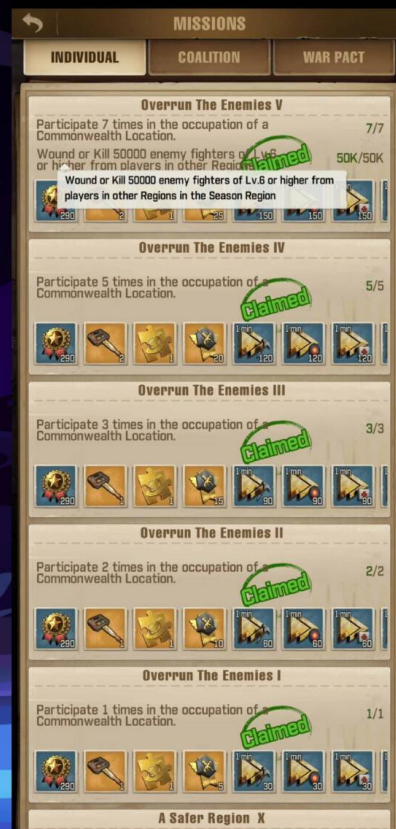 MISSIONS
INDIVIDUAL
COALITION
WAR PACT
Overrun The Enemies V
Participate 7 times in the occupation of a
Commonwealth Location.
7/7
Wound or Kill 50000 enemy fighters of Lv.6
or higher from players in other Regions
50K/50K
Claimed
Wound or Kill 50000 enemy fighters of Lv.6 or higher from
players in other Regions in the Season Region
25
150
150
150
Overrun The Enemies IV
Participate 5 times in the occupation of a
Commonwealth Location.
5/5
Claimed
290
2
1
20
1 min
120
1 min
120
1 min
120
Overrun The Enemies III
Participate 3 times in the occupation of a
Commonwealth Location.
3/3
Claimed
290
1
1
15
1 min
90
1 min
90
1 min
90
Overrun The Enemies II
Participate 2 times in the occupation of a
Commonwealth Location.
2/2
Claimed
290
1
1
10
1 min
60
1 min
60
1 min
60
Overrun The Enemies I
Participate 1 times in the occupation of a
Commonwealth Location.
1/1
Claimed
290
1
1
5
1 min
30
1 min
30
1 min
30
A Safer Region X